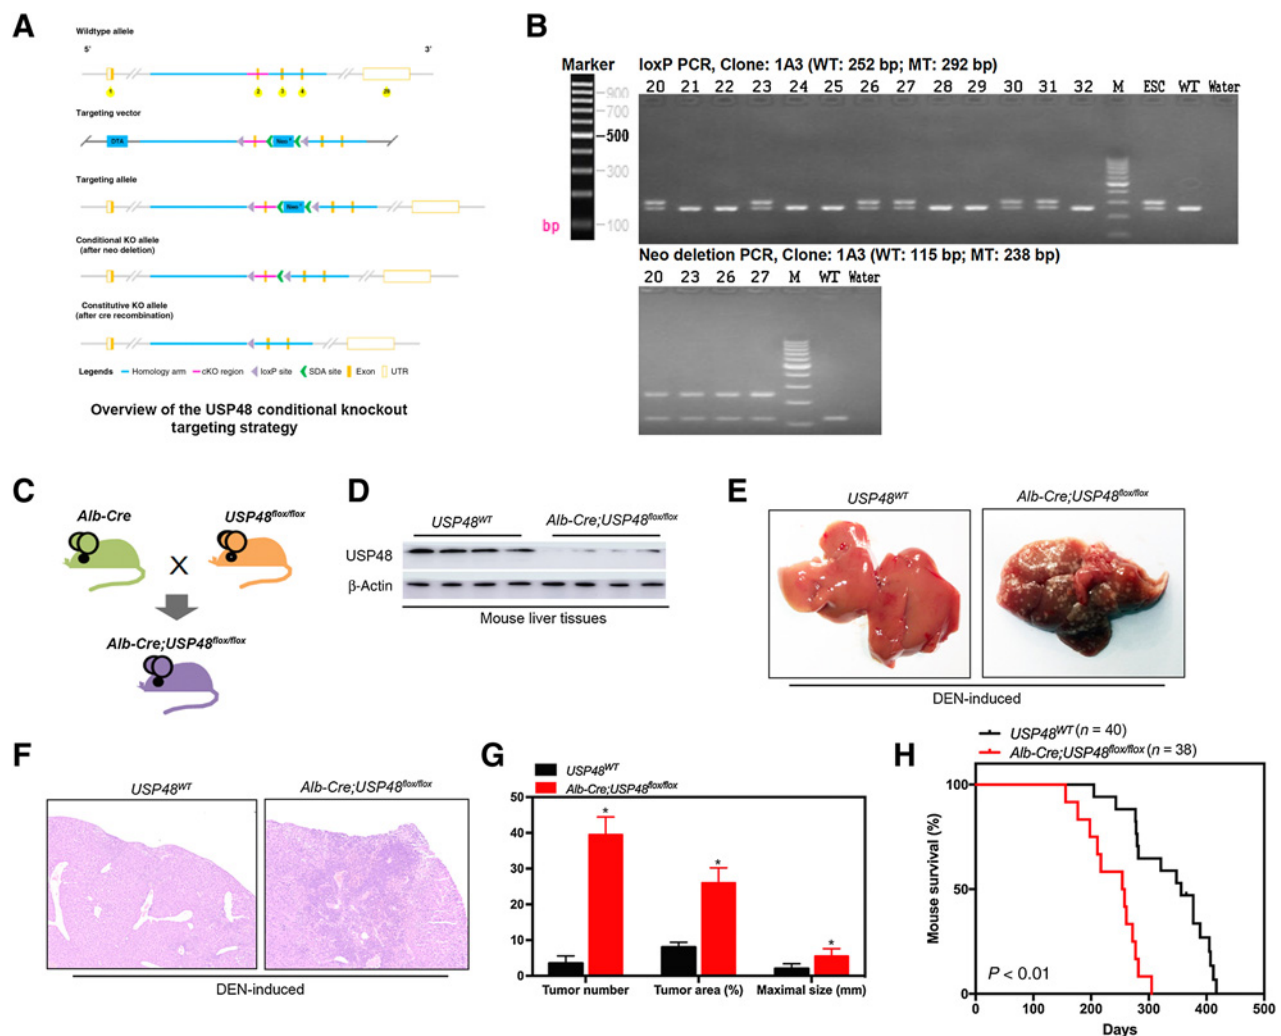 A
Wildtype allele
5'
3'
1
2
3
4
Targeting vector
DTA
Neo
Targeting allele
Neo
Conditional KO allele
(after neo deletion)
Constitutive KO allele
(after cre recombination)
Legends Homology arm cKO region loxP site SDA site Exon UTR
Overview of the USP48 conditional knockout
targeting strategy
B
Marker
900
700
500
300
100
bp
loxP PCR, Clone: 1A3 (WT: 252 bp; MT: 292 bp)
20 21 22 23 24 25 26 27 28 29 30 31 32 M ESC WT Water
Neo deletion PCR, Clone: 1A3 (WT: 115 bp; MT: 238 bp)
20 23 26 27 M WT Water
C
Alb-Cre
USP48flox/flox
X
Alb-Cre;USP48flox/flox
D
USP48WT Alb-Cre;USP48flox/flox
USP48
β-Actin
Mouse liver tissues
E
USP48WT Alb-Cre;USP48flox/flox
DEN-induced
F
USP48WT Alb-Cre;USP48flox/flox
DEN-induced
G
USP48WT
Alb-Cre;USP48flox/flox
50
40
30
20
10
0
* * *
Tumor number Tumor area (%) Maximal size (mm)
H
USP48WT (n = 40)
Alb-Cre;USP48flox/flox (n = 38)
Mouse survival (%)
100
50
0
P < 0.01
0 100 200 300 400 500
Days